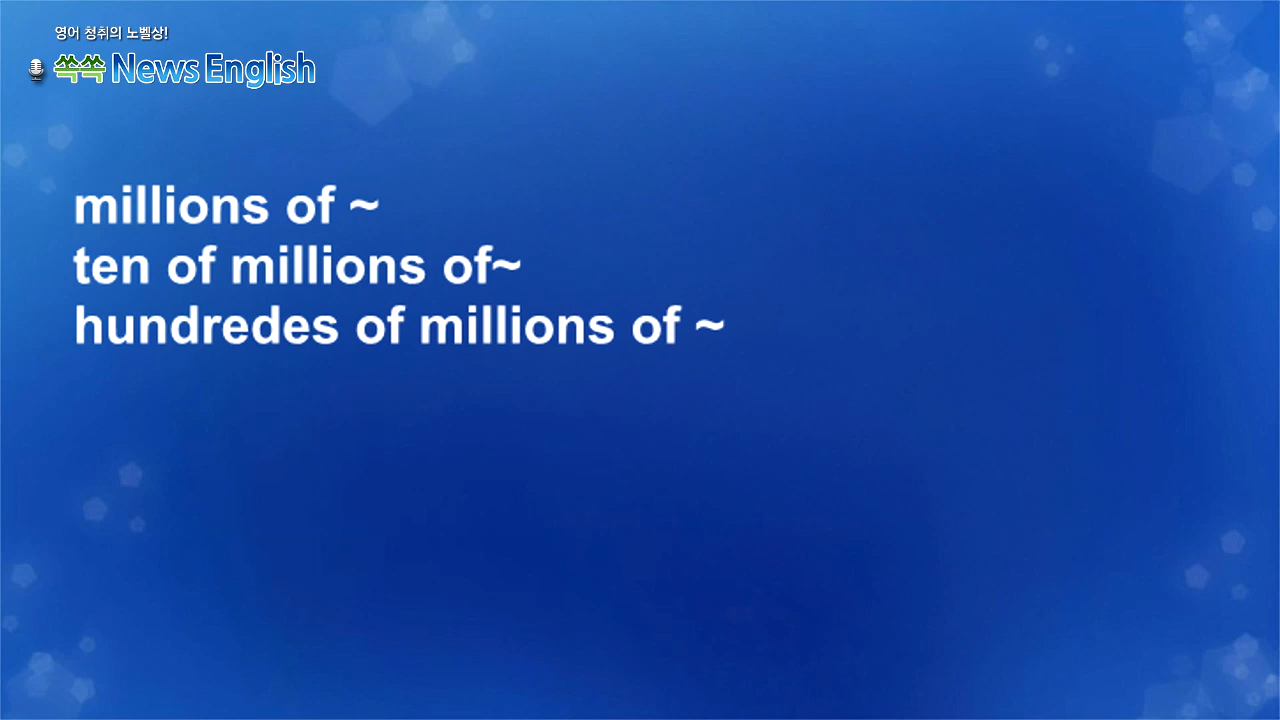 영어 청취의 노벨상!
쏙쏙 News English
millions of ~
ten of millions of~
hundredes of millions of ~